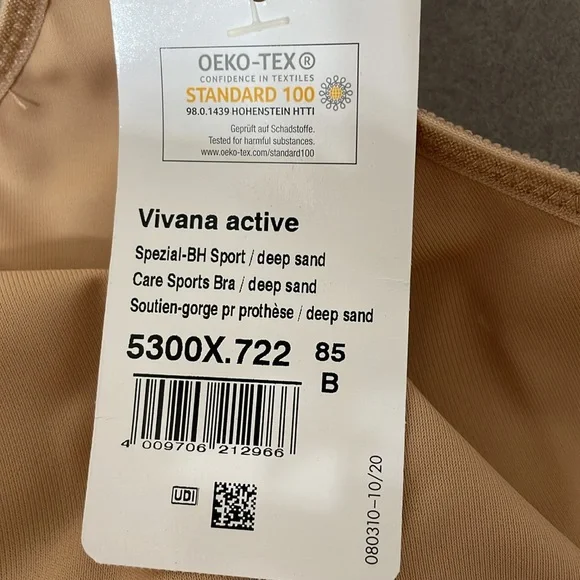 OEKO-TEX®
CONFIDENCE IN TEXTILES
STANDARD 100
98.0.1439 HOHENSTEIN HTTI
Geprüft auf Schadstoffe.
Tested for harmful substances.
www.oeko-tex.com/standard100
Vivana active
Spezial-BH Sport / deep sand
Care Sports Bra / deep sand
Soutien-gorge pr prothèse / deep sand
5300X.722 85
B
4 009706 212966
UDI
080310-10/20